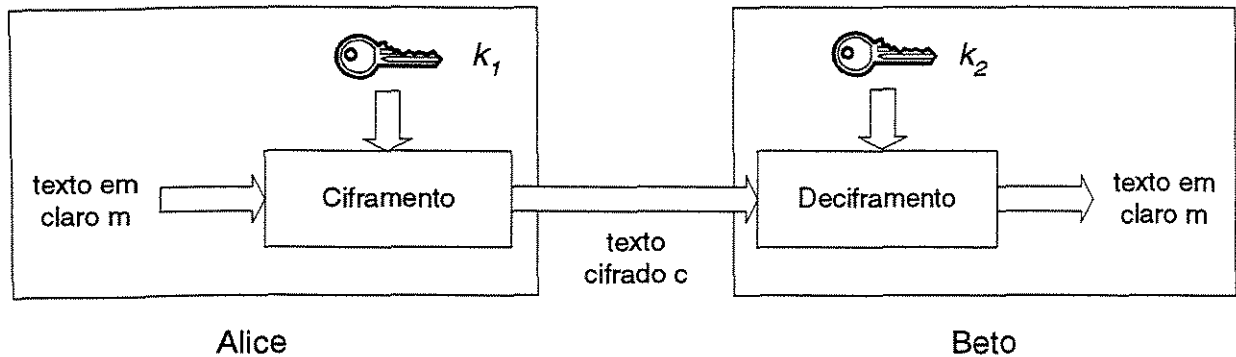 k1
k2
texto em
claro m
Ciframento
texto
cifrado c
Deciframento
texto em
claro m
Alice
Beto